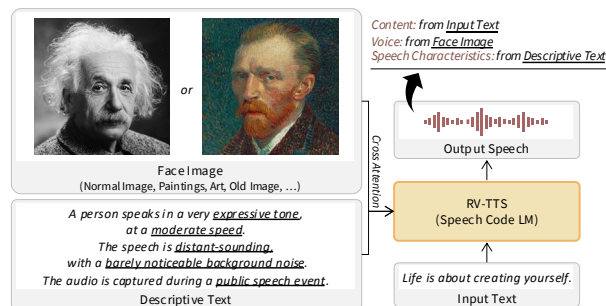 or
Face Image
(Normal Image, Paintings, Art, Old Image, ...)
A person speaks in a very expressive tone,
at a moderate speed.
The speech is distant-sounding,
with a barely noticeable background noise.
The audio is captured during a public speech event.
Descriptive Text
Cross Attention
Content: from Input Text
Voice: from Face Image
Speech Characteristics: from Descriptive Text
Output Speech
RV-TTS
(Speech Code LM)
Life is about creating yourself.
Input Text